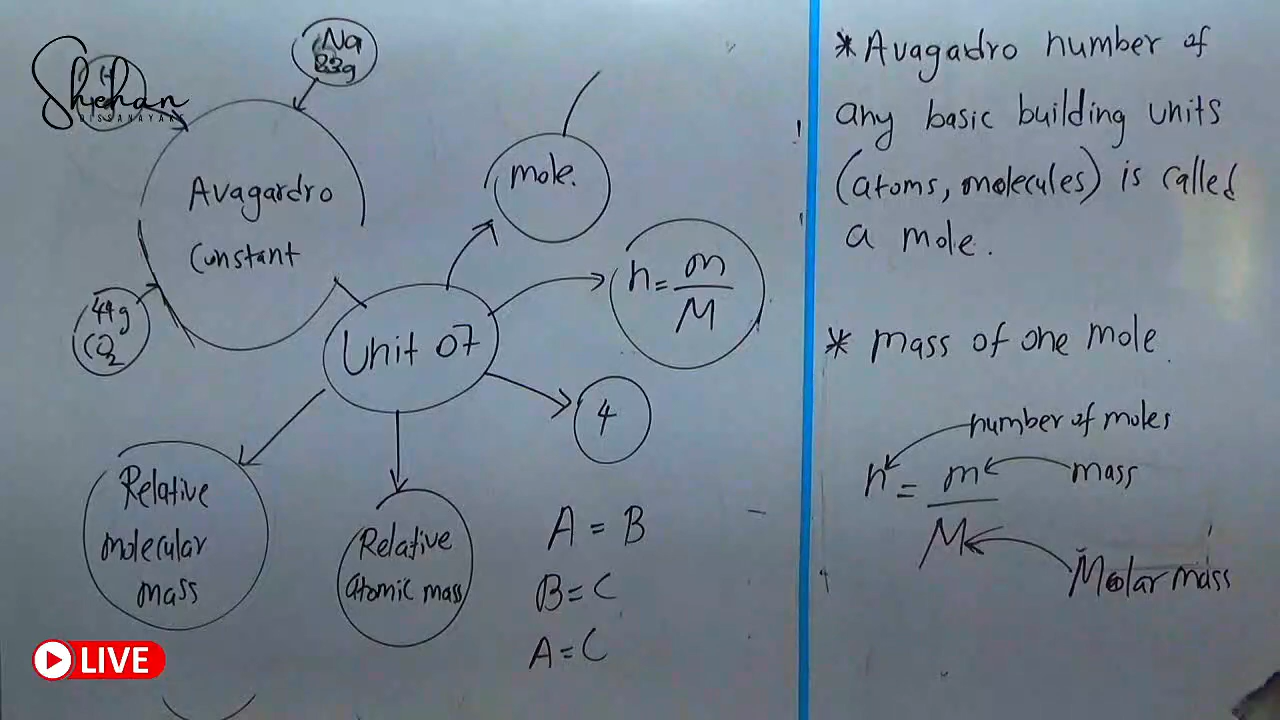 Shehan
DISSANAYAKE
Na
23g
Avagardro
Constant
44g
CO2
mole.
n = m
M
Unit 07
4
Relative
molecular
mass
Relative
atomic mass
A = B
B = C
A = C
LIVE
* Avagadro number of
any basic building units
(atoms, molecules) is called
a mole.
* mass of one mole.
number of moles
n = m
mass
M
Molar mass